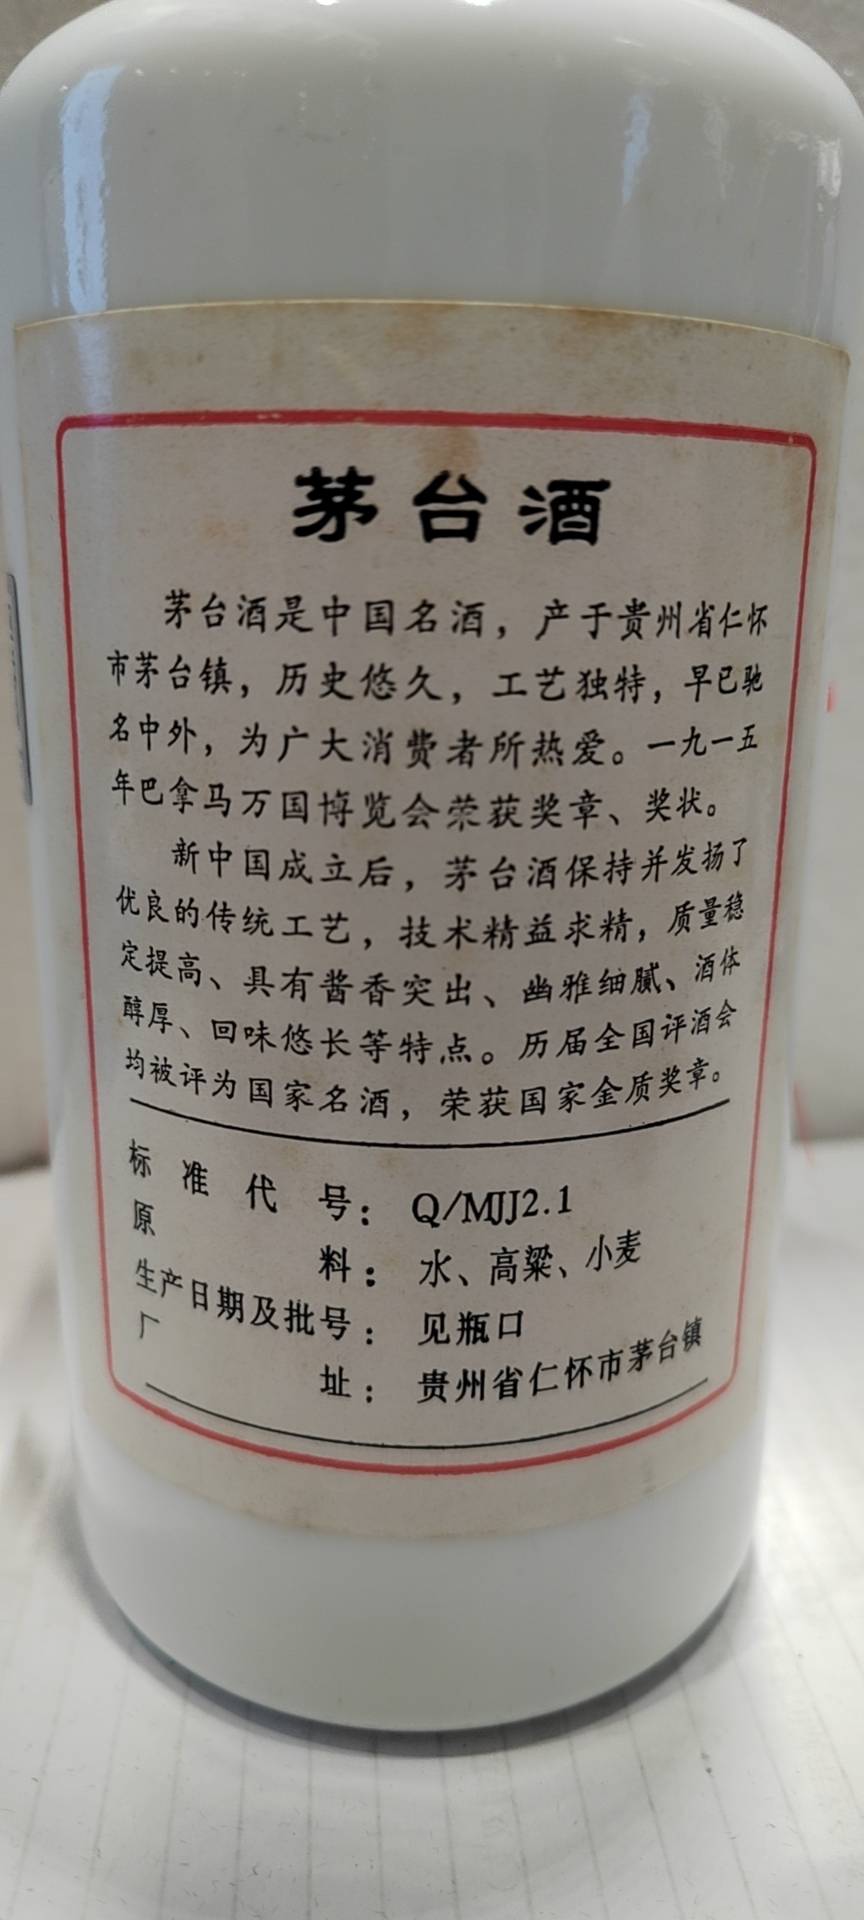 茅台酒
茅台酒是中国名酒，产于贵州省仁怀
市茅台镇，历史悠久，工艺独特，早已驰
名中外，为广大消费者所热爱。一九一五
年巴拿马万国博览会荣获奖章、奖状。
新中国成立后，茅台酒保持并发扬了
优良的传统工艺，技术精益求精，质量稳
定提高、具有酱香突出、幽雅细腻、酒体
醇厚、回味悠长等特点。历届全国评酒会
均被评为国家名酒，荣获国家金质奖章。
标准代号：Q/MJJ2.1
原料：水、高粱、小麦
生产日期及批号：见瓶口
厂址：贵州省仁怀市茅台镇